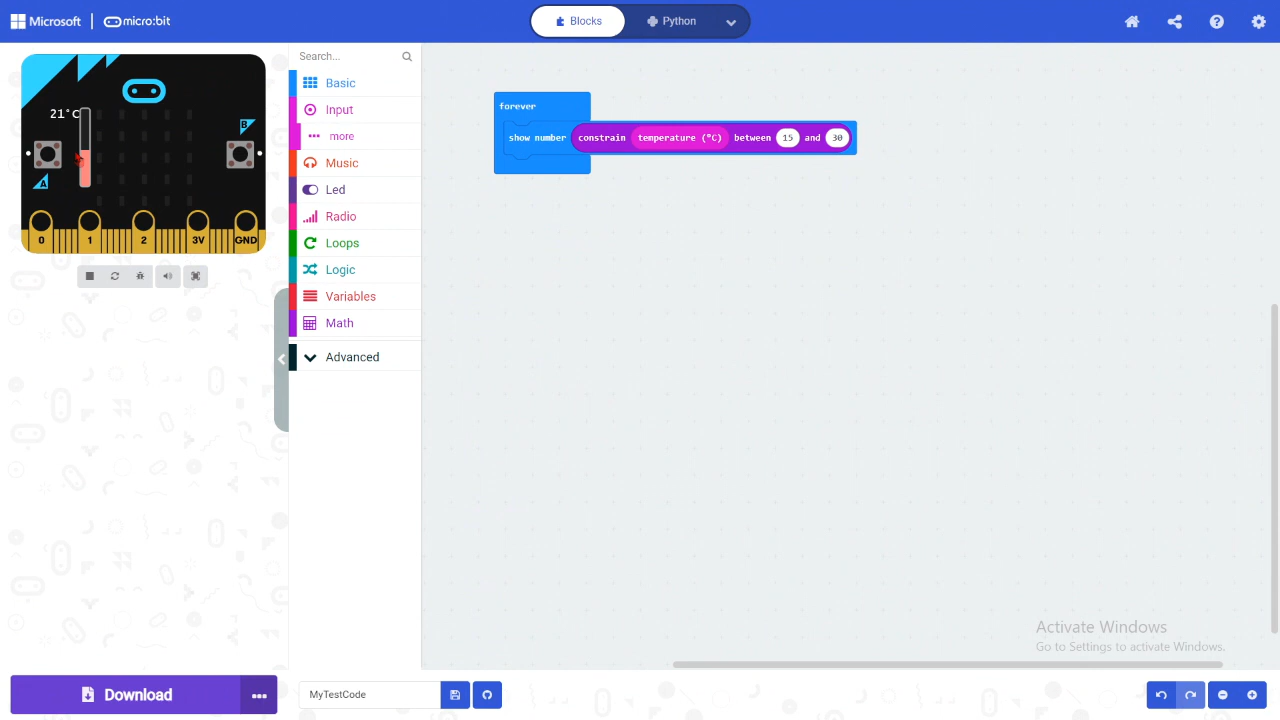 Microsoft micro:bit
Blocks
Python
Search...
21°C
B
A
0 1 2 3V GND
Basic
Input
more
Music
Led
Radio
Loops
Logic
Variables
Math
Advanced
forever
show number constrain temperature (°C) between 15 and 30
Activate Windows
Go to Settings to activate Windows.
Download
MyTestCode